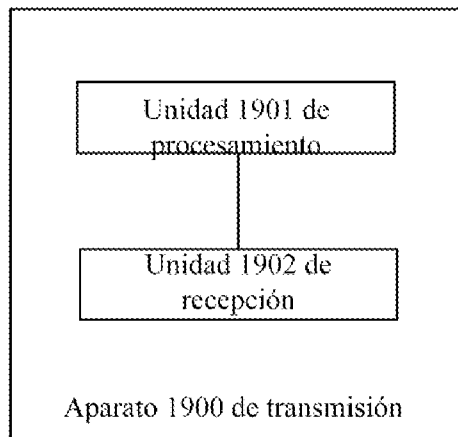 Unidad 1901 de
procesamiento
Unidad 1902 de
recepción
Aparato 1900 de transmisión